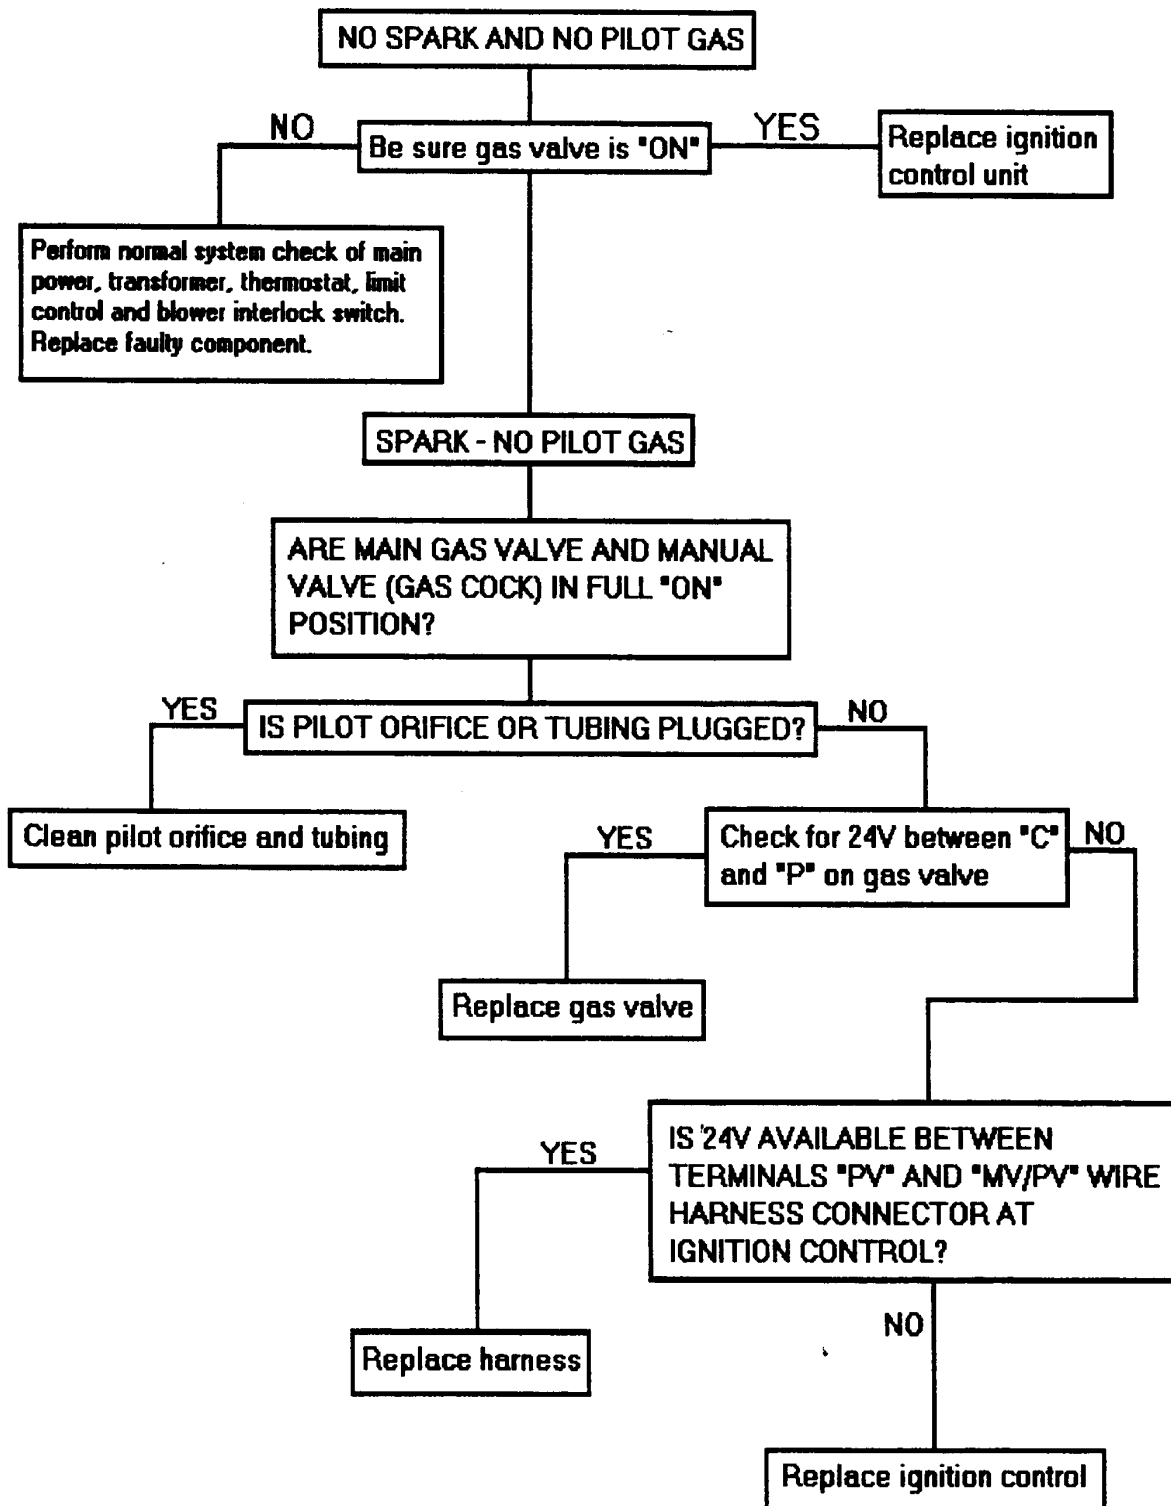 NO SPARK AND NO PILOT GAS
NO
Be sure gas valve is "ON"
YES
Replace ignition
control unit
Perform normal system check of main
power, transformer, thermostat, limit
control and blower interlock switch.
Replace faulty component.
SPARK - NO PILOT GAS
ARE MAIN GAS VALVE AND MANUAL
VALVE (GAS COCK) IN FULL "ON"
POSITION?
YES
IS PILOT ORIFICE OR TUBING PLUGGED?
NO
Clean pilot orifice and tubing
YES
Check for 24V between "C"
and "P" on gas valve
NO
Replace gas valve
YES
IS 24V AVAILABLE BETWEEN
TERMINALS "PV" AND "MV/PV" WIRE
HARNESS CONNECTOR AT
IGNITION CONTROL?
NO
Replace harness
Replace ignition control